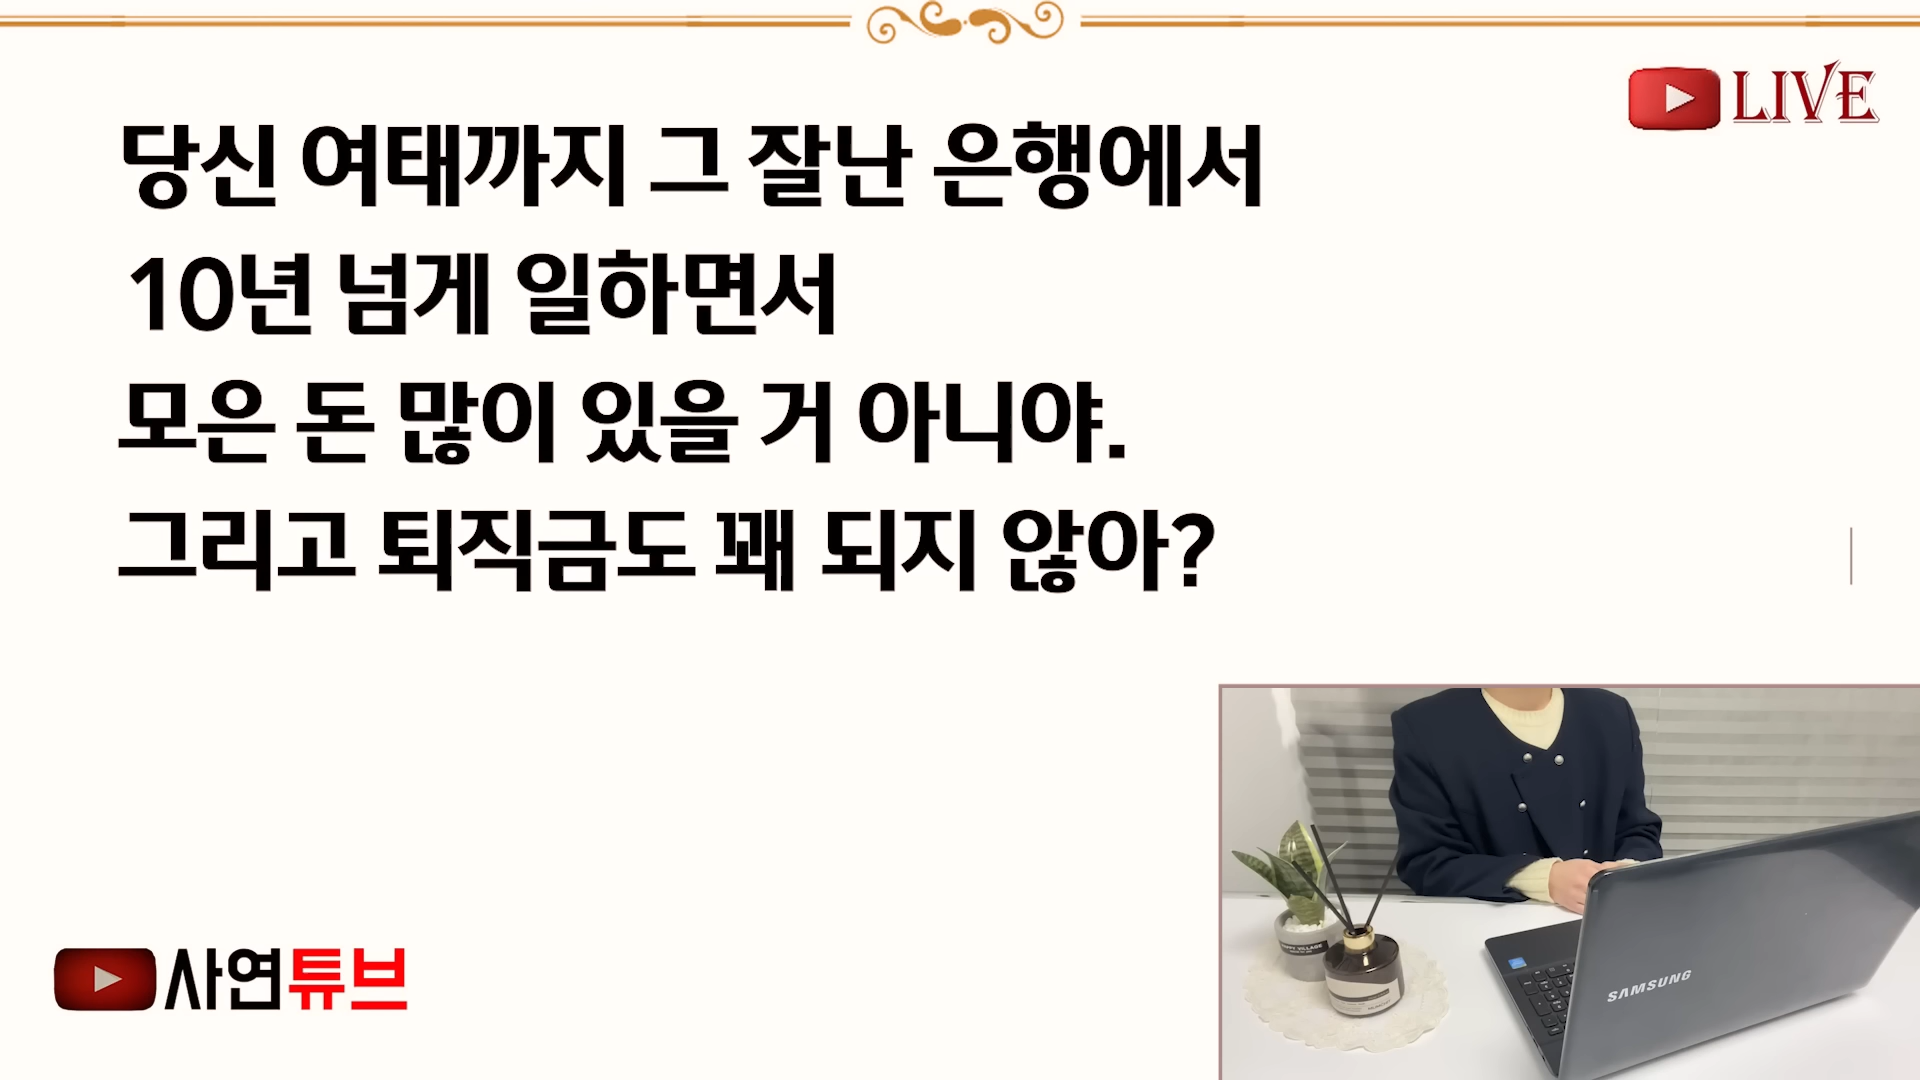 LIVE
당신 여태까지 그 잘난 은행에서
10년 넘게 일하면서
모은 돈 많이 있을 거 아니야.
그리고 퇴직금도 꽤 되지 않아?
사연튜브
HAPPY VILLAGE
SAMSUNG